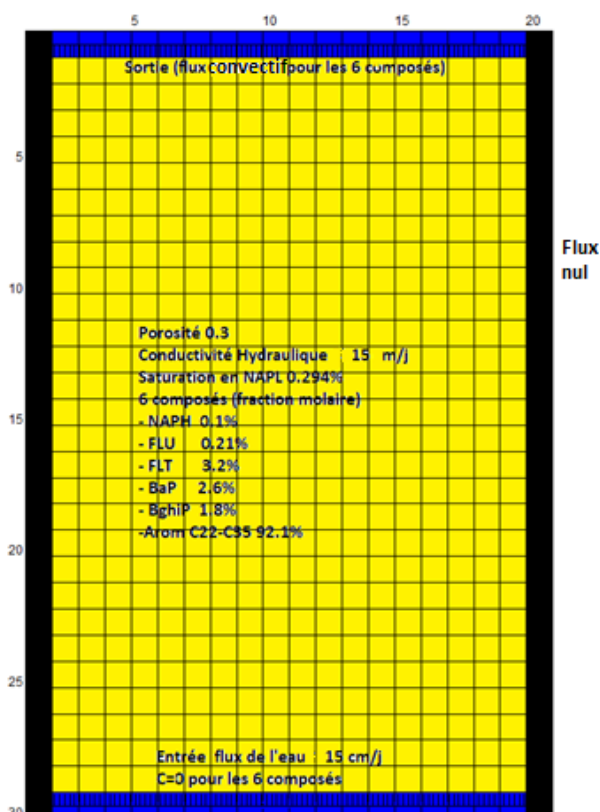 5 10 15 20
Sortie (flux convectif pour les 6 composés)
5
Flux
nul
10
Porosité 0.3
Conductivité Hydraulique : 15 m/j
Saturation en NAPL 0.294%
6 composés (fraction molaire)
15
- NAPH 0.1%
- FLU 0.21%
- FLT 3.2%
- BaP 2.6%
- BghiP 1.8%
-Arom C22-C35 92.1%
20
25
Entrée flux de l'eau : 15 cm/j
C=0 pour les 6 composés
30